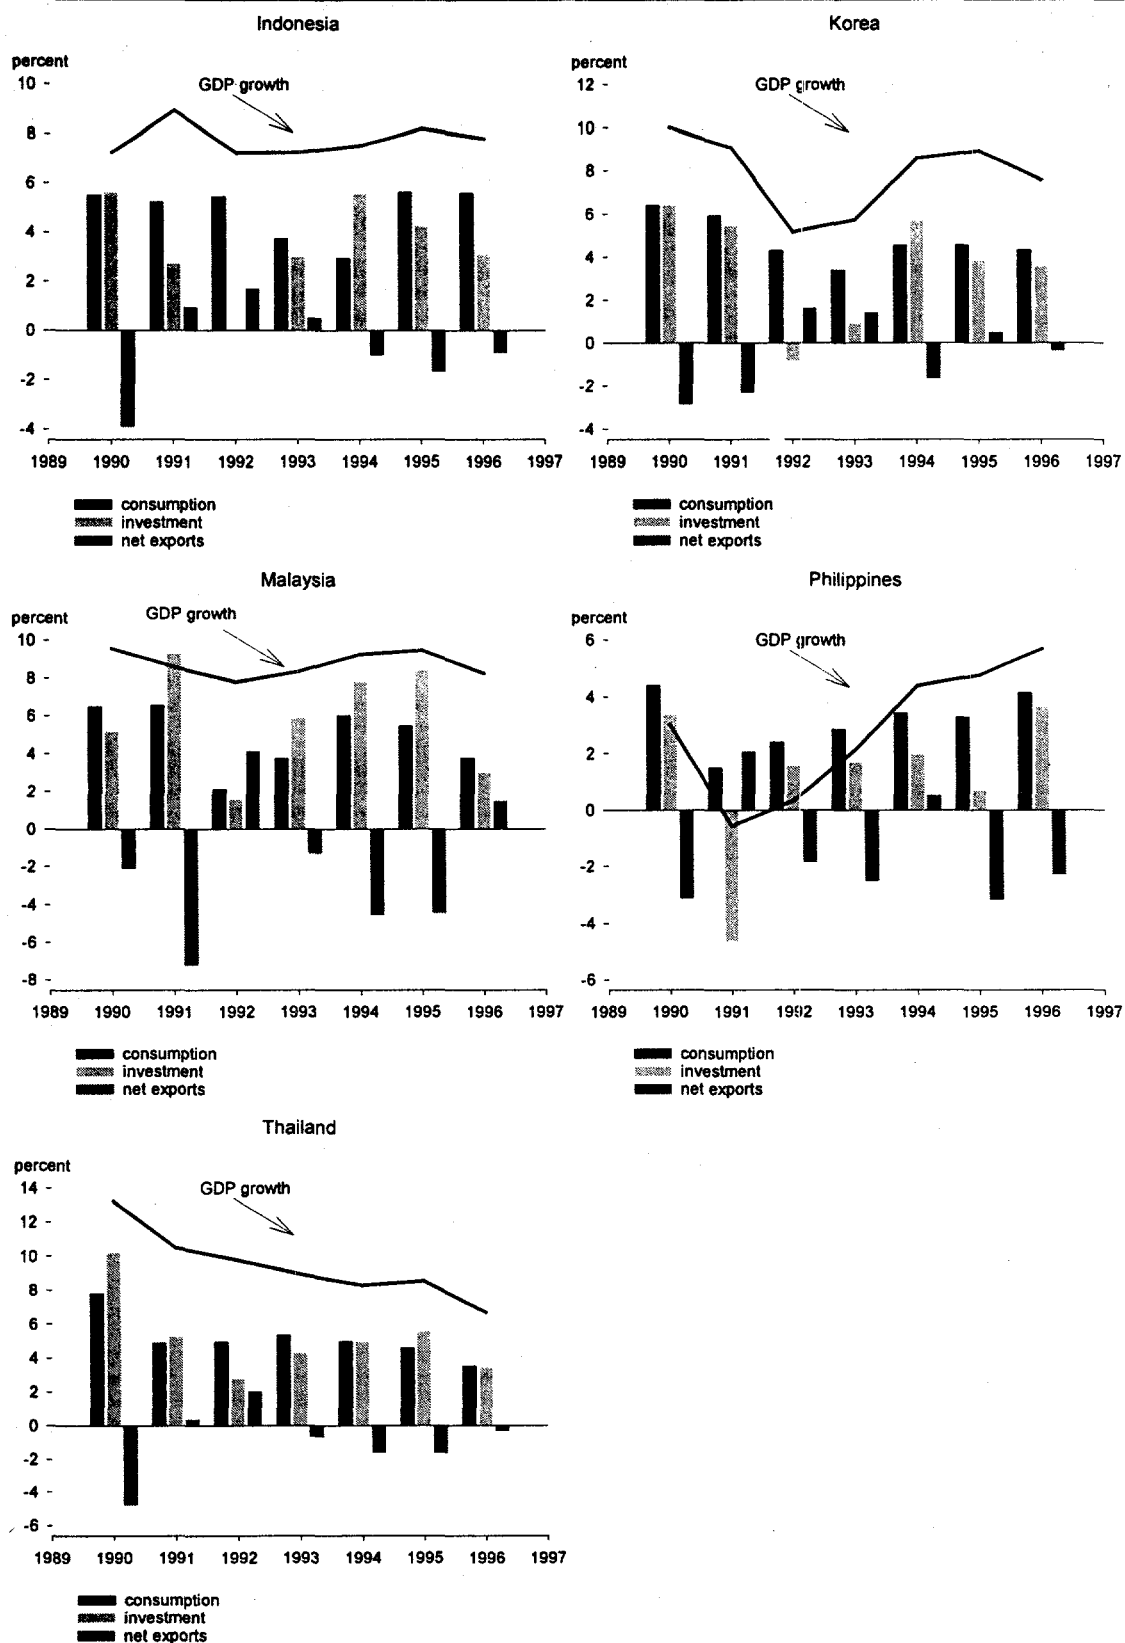 Indonesia
percent
GDP growth
10
8
6
4
2
0
-2
-4
1989 1990 1991 1992 1993 1994 1995 1996 1997
consumption
investment
net exports
Korea
percent
GDP growth
12
10
8
6
4
2
0
-2
-4
1989 1990 1991 1992 1993 1994 1995 1996 1997
consumption
investment
net exports
Malaysia
percent
GDP growth
10
8
6
4
2
0
-2
-4
-6
-8
1989 1990 1991 1992 1993 1994 1995 1996 1997
consumption
investment
net exports
Philippines
percent
GDP growth
6
4
2
0
-2
-4
-6
1989 1990 1991 1992 1993 1994 1995 1996 1997
consumption
investment
net exports
Thailand
percent
GDP growth
14
12
10
8
6
4
2
0
-2
-4
-6
1989 1990 1991 1992 1993 1994 1995 1996 1997
consumption
investment
net exports